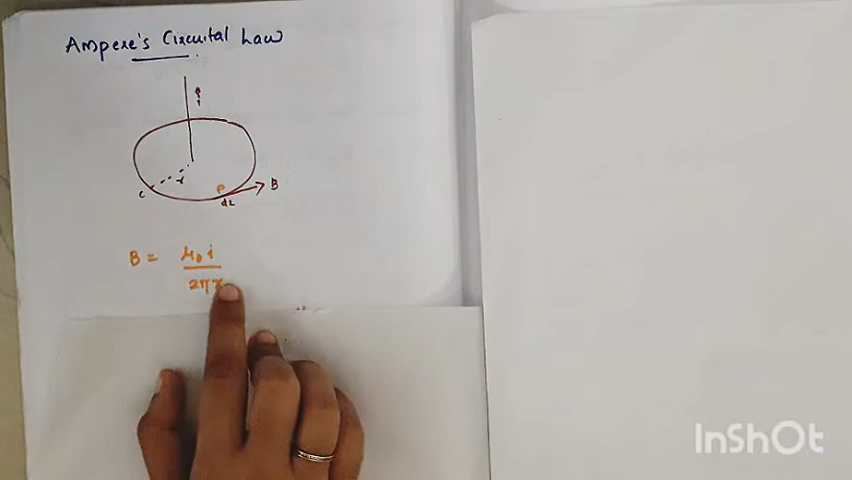 Ampere's Circuital Law
i
r
P
B
c
dl
B = μ₀ i
2πr
InShOt